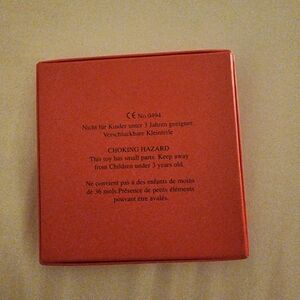 CE No 0494
Nicht für Kinder unter 3 Jahren geeignet.
Verschluckbare Kleinteile
CHOKING HAZARD
This toy has small parts. Keep away
from Children under 3 years old.
Ne convient pas à des enfants de moins
de 36 mois. Présence de petits éléments
pouvant être avalés.